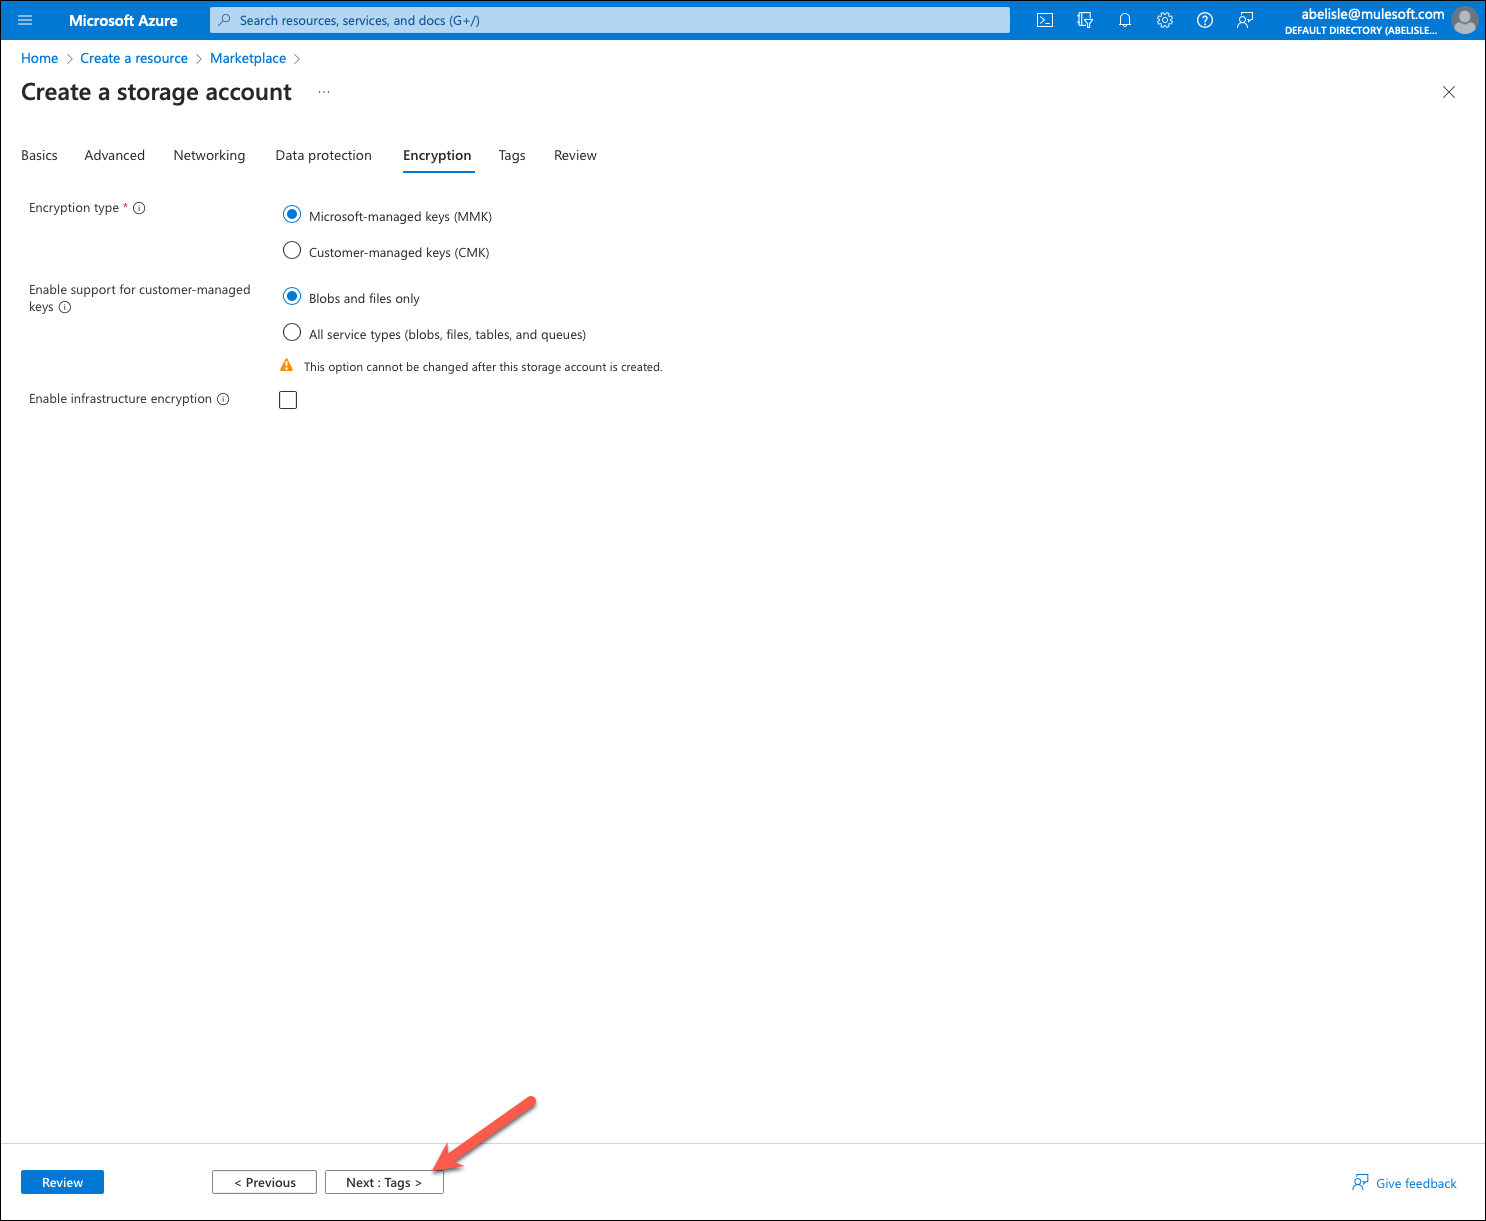 Microsoft Azure
Search resources, services, and docs (G+/)
abelisle@mulesoft.com
DEFAULT DIRECTORY (ABELISLE...
Home > Create a resource > Marketplace >
Create a storage account ...
Basics Advanced Networking Data protection Encryption Tags Review
Encryption type *
Microsoft-managed keys (MMK)
Customer-managed keys (CMK)
Enable support for customer-managed
keys
Blobs and files only
All service types (blobs, files, tables, and queues)
This option cannot be changed after this storage account is created.
Enable infrastructure encryption
Review
< Previous
Next : Tags >
Give feedback